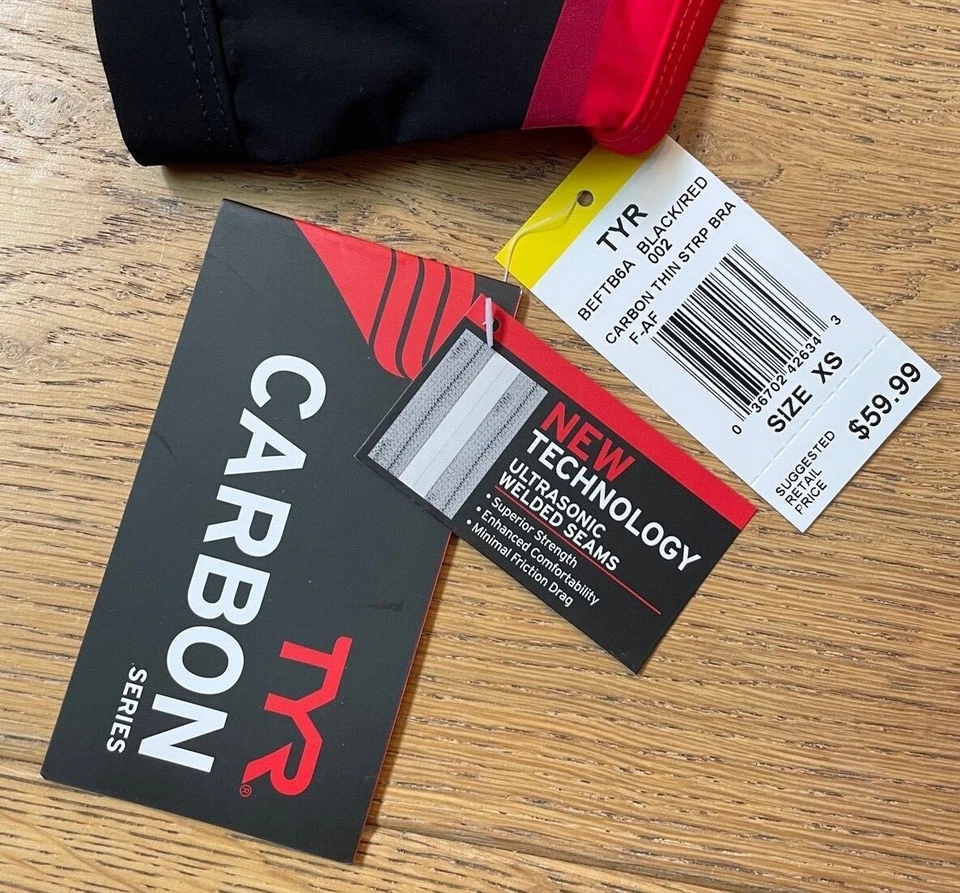 TYR
BEFTB6A BLACK/RED
002
CARBON THIN STRP BRA
F-AF
0 36702 42634 3
SIZE XS
SUGGESTED
RETAIL
PRICE
$59.99
NEW
TECHNOLOGY
ULTRASONIC
WELDED SEAMS
• Superior Strength
• Enhanced Comfortability
• Minimal Friction Drag
TYR®
CARBON
SERIES